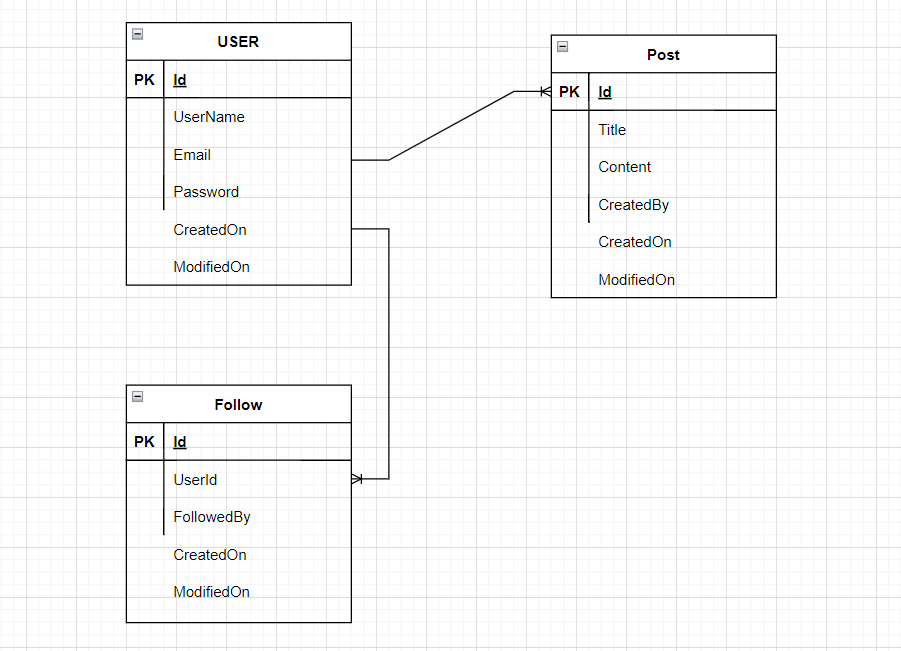 USER
PK Id
UserName
Email
Password
CreatedOn
ModifiedOn
Post
PK Id
Title
Content
CreatedBy
CreatedOn
ModifiedOn
Follow
PK Id
UserId
FollowedBy
CreatedOn
ModifiedOn